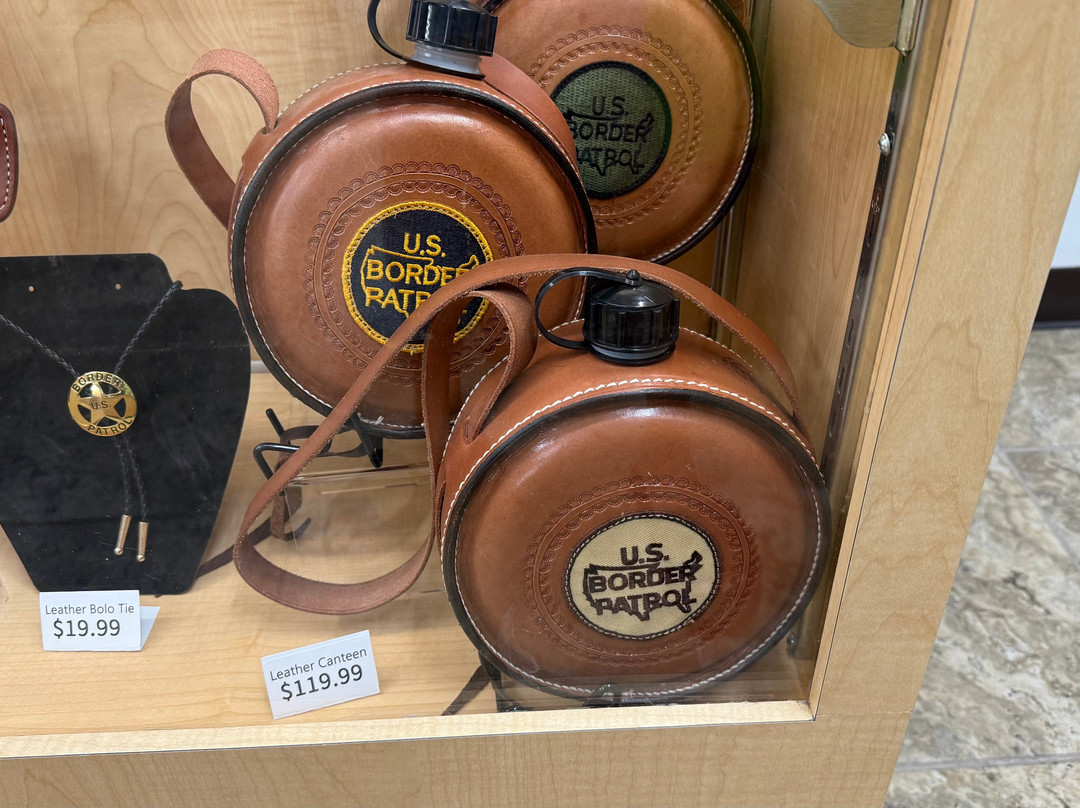 U.S.
BORDER
PATROL
U.S.
BORDER
PATROL
BORDER
U.S.
PATROL
U.S.
BORDER
PATROL
Leather Bolo Tie
$19.99
Leather Canteen
$119.99